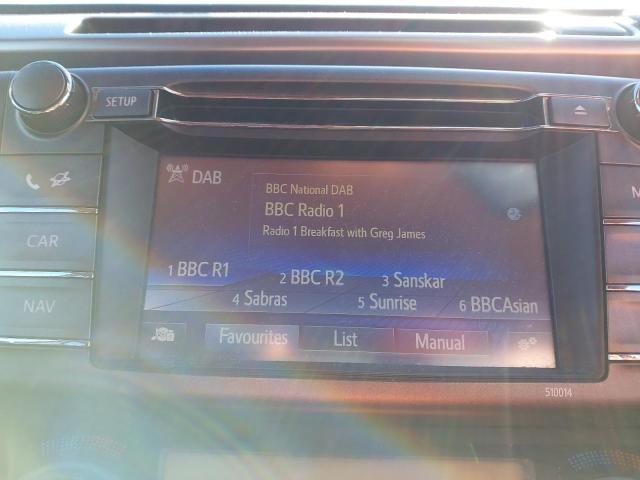 SETUP
DAB
BBC National DAB
BBC Radio 1
Radio 1 Breakfast with Greg James
CAR
1 BBC R1
2 BBC R2
3 Sanskar
4 Sabras
5 Sunrise
6 BBCAsian
NAV
Favourites
List
Manual
510014